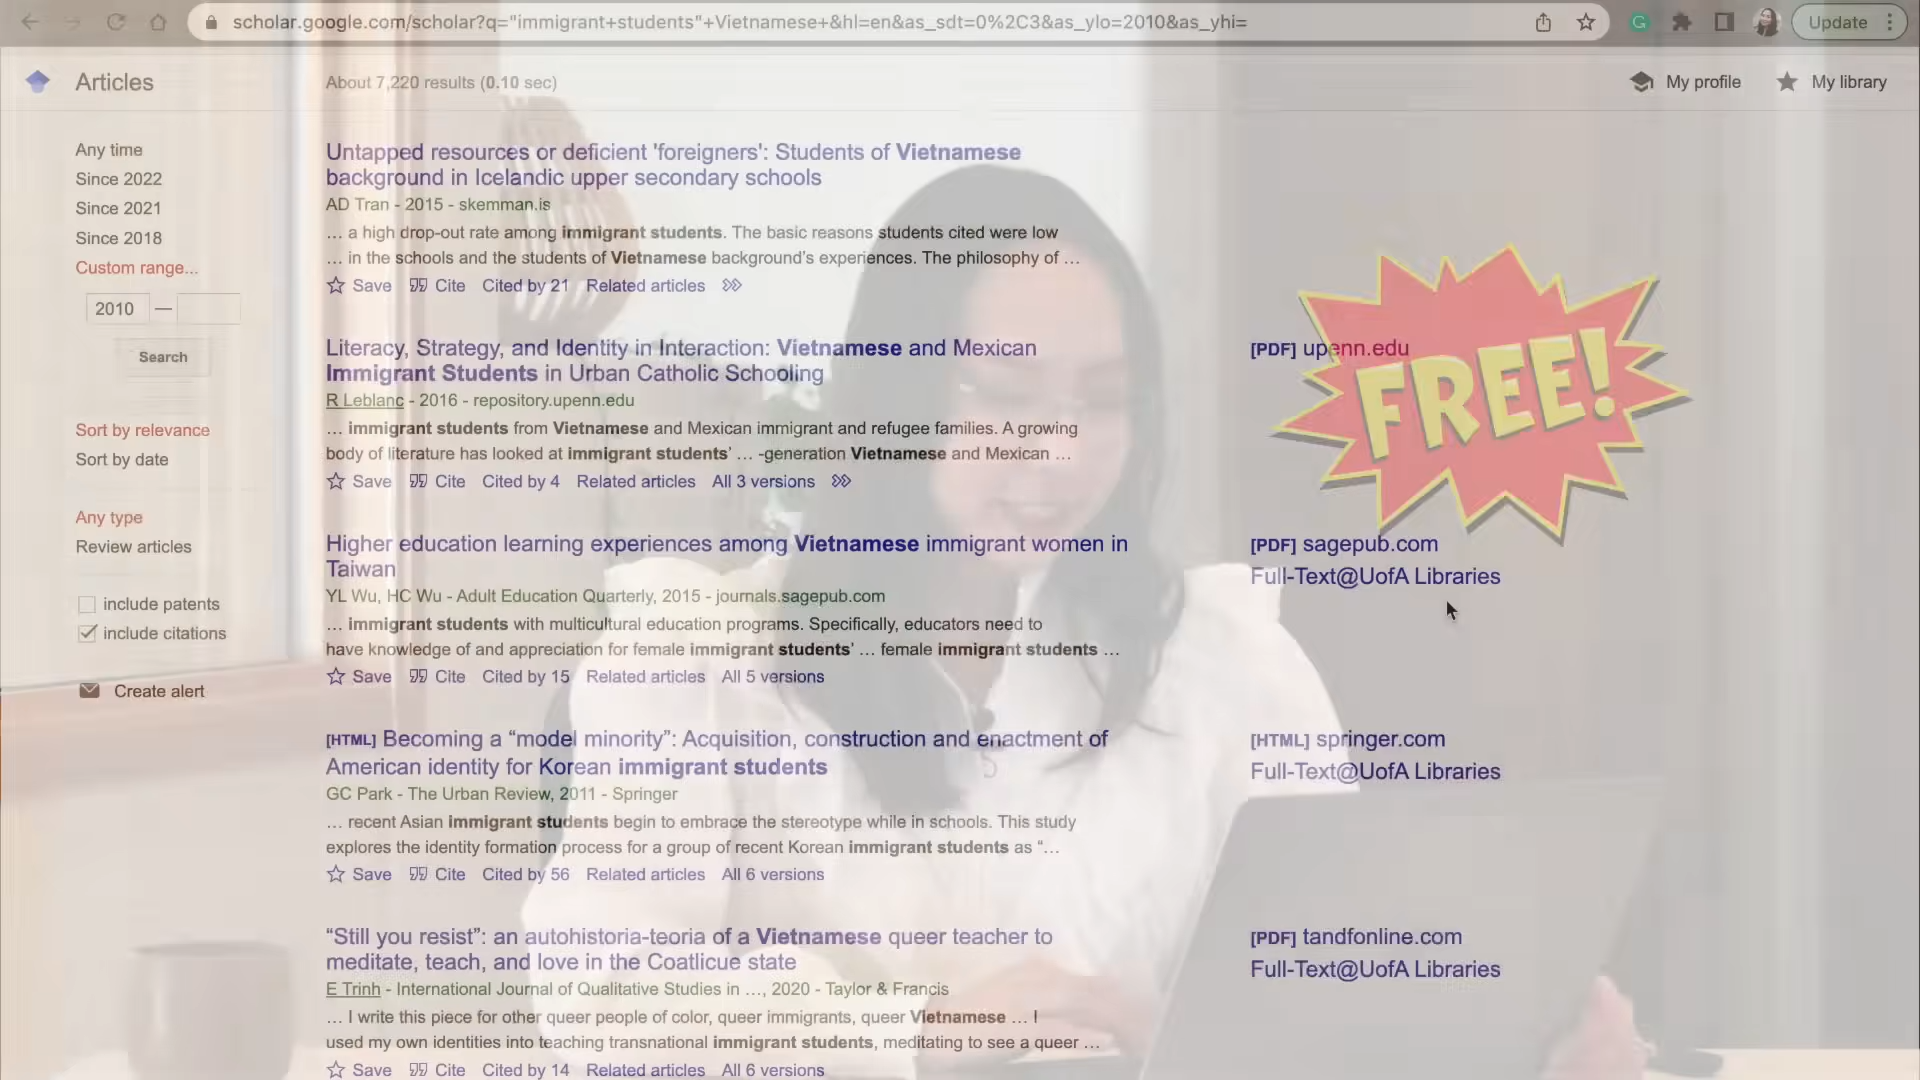 scholar.google.com/scholar?q="immigrant+students"+Vietnamese+&hl=en&as_sdt=0%2C3&as_ylo=2010&as_yhi=
Update
Articles
About 7,220 results (0.10 sec)
My profile
My library
Any time
Since 2022
Since 2021
Since 2018
Custom range...
2010 —
Search
Sort by relevance
Sort by date
Any type
Review articles
include patents
include citations
Create alert
Untapped resources or deficient 'foreigners': Students of Vietnamese
background in Icelandic upper secondary schools
AD Tran - 2015 - skemman.is
... a high drop-out rate among immigrant students. The basic reasons students cited were low
... in the schools and the students of Vietnamese background's experiences. The philosophy of ...
Save Cite Cited by 21 Related articles
Literacy, Strategy, and Identity in Interaction: Vietnamese and Mexican
Immigrant Students in Urban Catholic Schooling
R Leblanc - 2016 - repository.upenn.edu
... immigrant students from Vietnamese and Mexican immigrant and refugee families. A growing
body of literature has looked at immigrant students' ... -generation Vietnamese and Mexican ...
Save Cite Cited by 4 Related articles All 3 versions
[PDF] upenn.edu
FREE!
Higher education learning experiences among Vietnamese immigrant women in
Taiwan
YL Wu, HC Wu - Adult Education Quarterly, 2015 - journals.sagepub.com
... immigrant students with multicultural education programs. Specifically, educators need to
have knowledge of and appreciation for female immigrant students' ... female immigrant students ...
Save Cite Cited by 15 Related articles All 5 versions
[PDF] sagepub.com
Full-Text@UofA Libraries
[HTML] Becoming a “model minority”: Acquisition, construction and enactment of
American identity for Korean immigrant students
GC Park - The Urban Review, 2011 - Springer
... recent Asian immigrant students begin to embrace the stereotype while in schools. This study
explores the identity formation process for a group of recent Korean immigrant students as “...
Save Cite Cited by 56 Related articles All 6 versions
[HTML] springer.com
Full-Text@UofA Libraries
“Still you resist”: an autohistoria-teoria of a Vietnamese queer teacher to
meditate, teach, and love in the Coatlicue state
E Trinh - International Journal of Qualitative Studies in ..., 2020 - Taylor & Francis
... I write this piece for other queer people of color, queer immigrants, queer Vietnamese ... I
used my own identities into teaching transnational immigrant students, meditating to see a queer ...
Save Cite Cited by 14 Related articles All 6 versions
[PDF] tandfonline.com
Full-Text@UofA Libraries